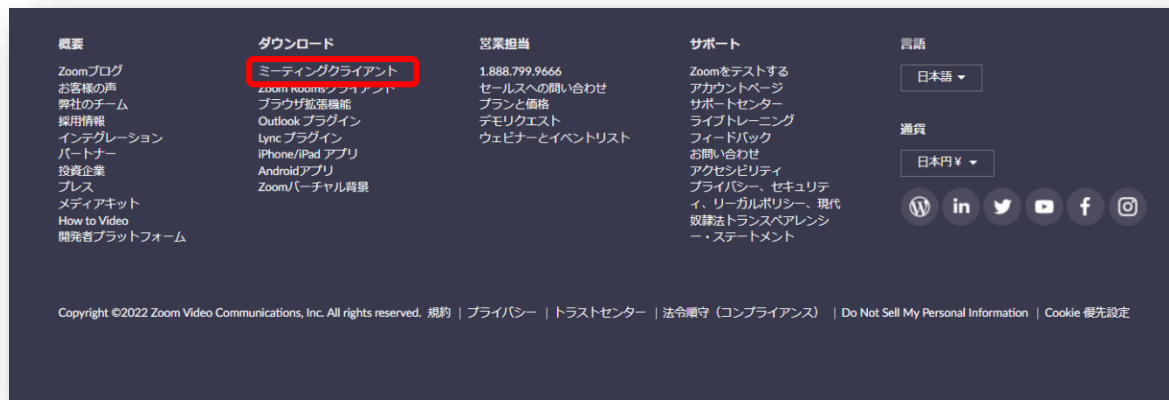 概要
Zoomブログ
お客様の声
弊社のチーム
採用情報
インテグレーション
パートナー
投資企業
プレス
メディアキット
How to Video
開発者プラットフォーム
ダウンロード
ミーティングクライアント
Zoom Roomsクライアント
ブラウザ拡張機能
Outlook プラグイン
Lync プラグイン
iPhone/iPad アプリ
Androidアプリ
Zoomバーチャル背景
営業担当
1.888.799.9666
セールスへの問い合わせ
プランと価格
デモリクエスト
ウェビナーとイベントリスト
サポート
Zoomをテストする
アカウントページ
サポートセンター
ライブトレーニング
フィードバック
お問い合わせ
アクセシビリティ
プライバシー、セキュリテ
ィ、リーガルポリシー、現代
奴隷法トランスペアレンシ
ー・ステートメント
言語
日本語
通貨
日本円 ¥
Copyright ©2022 Zoom Video Communications, Inc. All rights reserved. 規約 | プライバシー | トラストセンター | 法令順守（コンプライアンス） | Do Not Sell My Personal Information | Cookie 優先設定